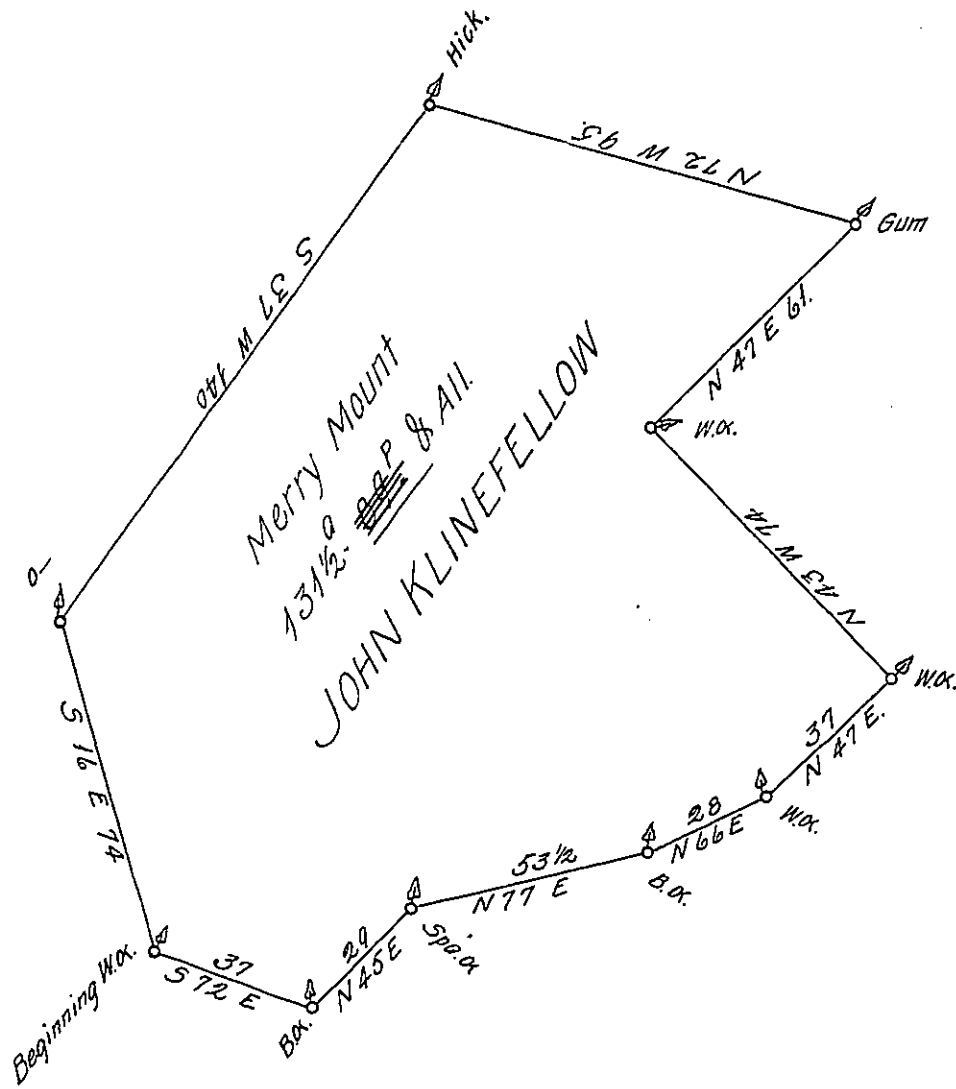 Hick.
N 72 W 95.
Gum
S 37 W 140
N 47 E 61.
W.α.
Merry Mount
131½ a & All.
JOHN KLINEFELLOW
N 43 W 74
W.α.
37
N 47 E.
W.α.
28
N 66 E
B.α.
53½
N 77 E
Spa.α
29
N 45 E
B.α.
37
S 72 E
Beginning W.α.
S 16 E 74
o-